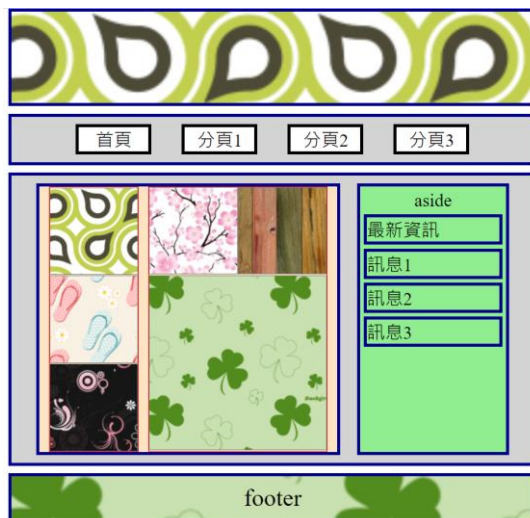 首頁
分頁1
分頁2
分頁3
aside
最新資訊
訊息1
訊息2
訊息3
footer